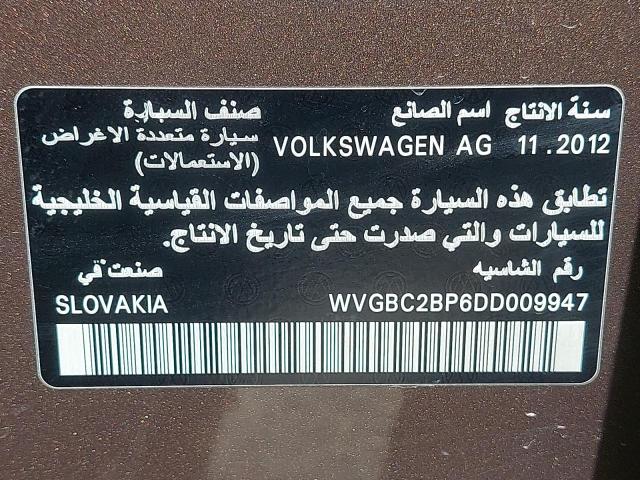 سنة الانتاج اسم الصانع صنف السيارة
11.2012 VOLKSWAGEN AG سيارة متعددة الاغراض
(الاستعمالات)
تطابق هذه السيارة جميع المواصفات القياسية الخليجية
للسيارات والتي صدرت حتى تاريخ الانتاج.
رقم الشاسيه صنعت في
WVGBC2BP6DD009947 SLOVAKIA